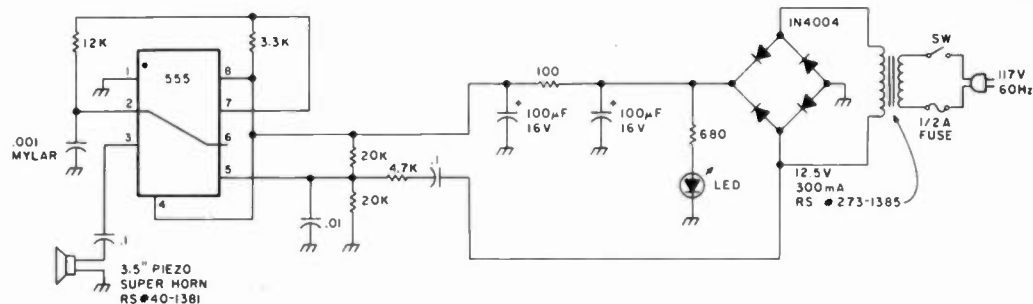 12K
3.3K
555
1
2
3
4
5
6
7
8
.001
MYLAR
.1
3.5" PIEZO
SUPER HORN
RS #40-1381
20K
20K
4.7K
.1
.01
100
+
100µF
16V
+
100µF
16V
680
LED
1N4004
12.5V
300mA
RS #273-1385
SW
117V
60Hz
1/2A
FUSE